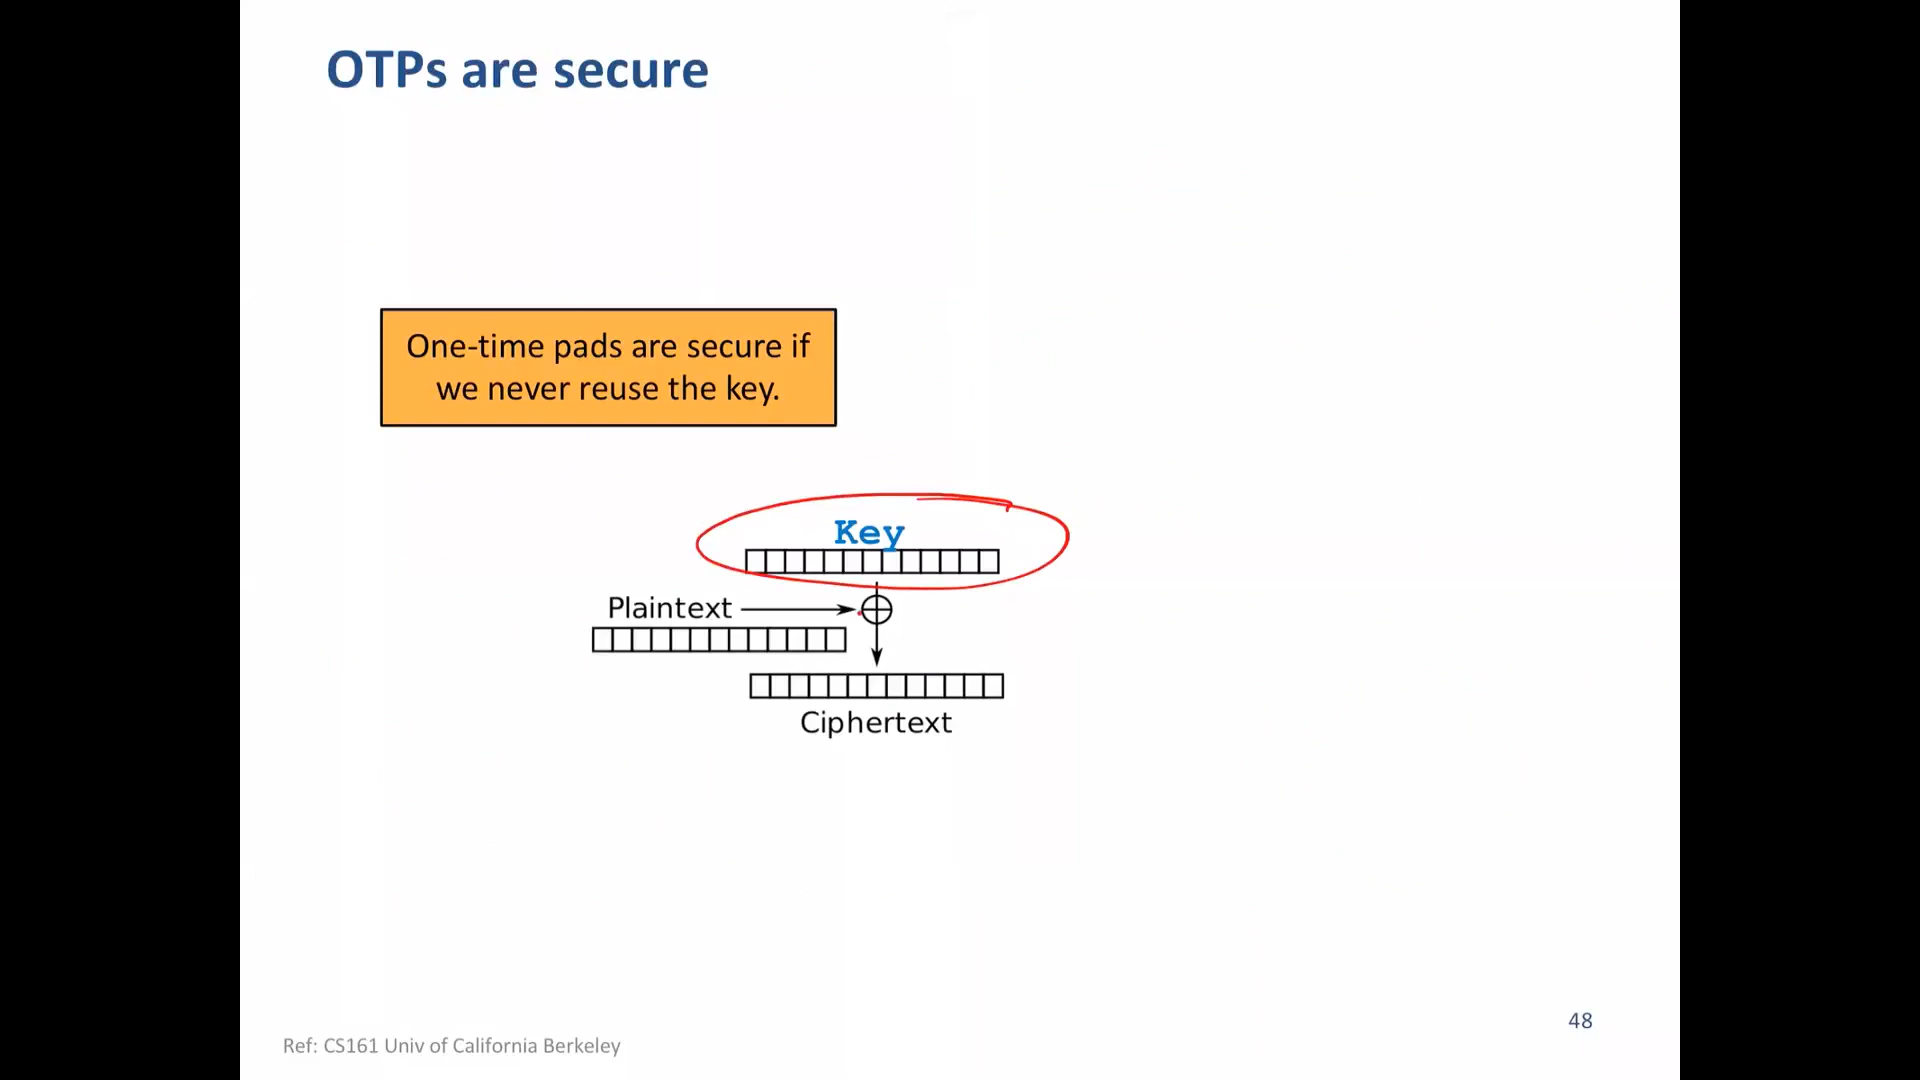 OTPs are secure
One-time pads are secure if
we never reuse the key.
Key
Plaintext
Ciphertext
48
Ref: CS161 Univ of California Berkeley